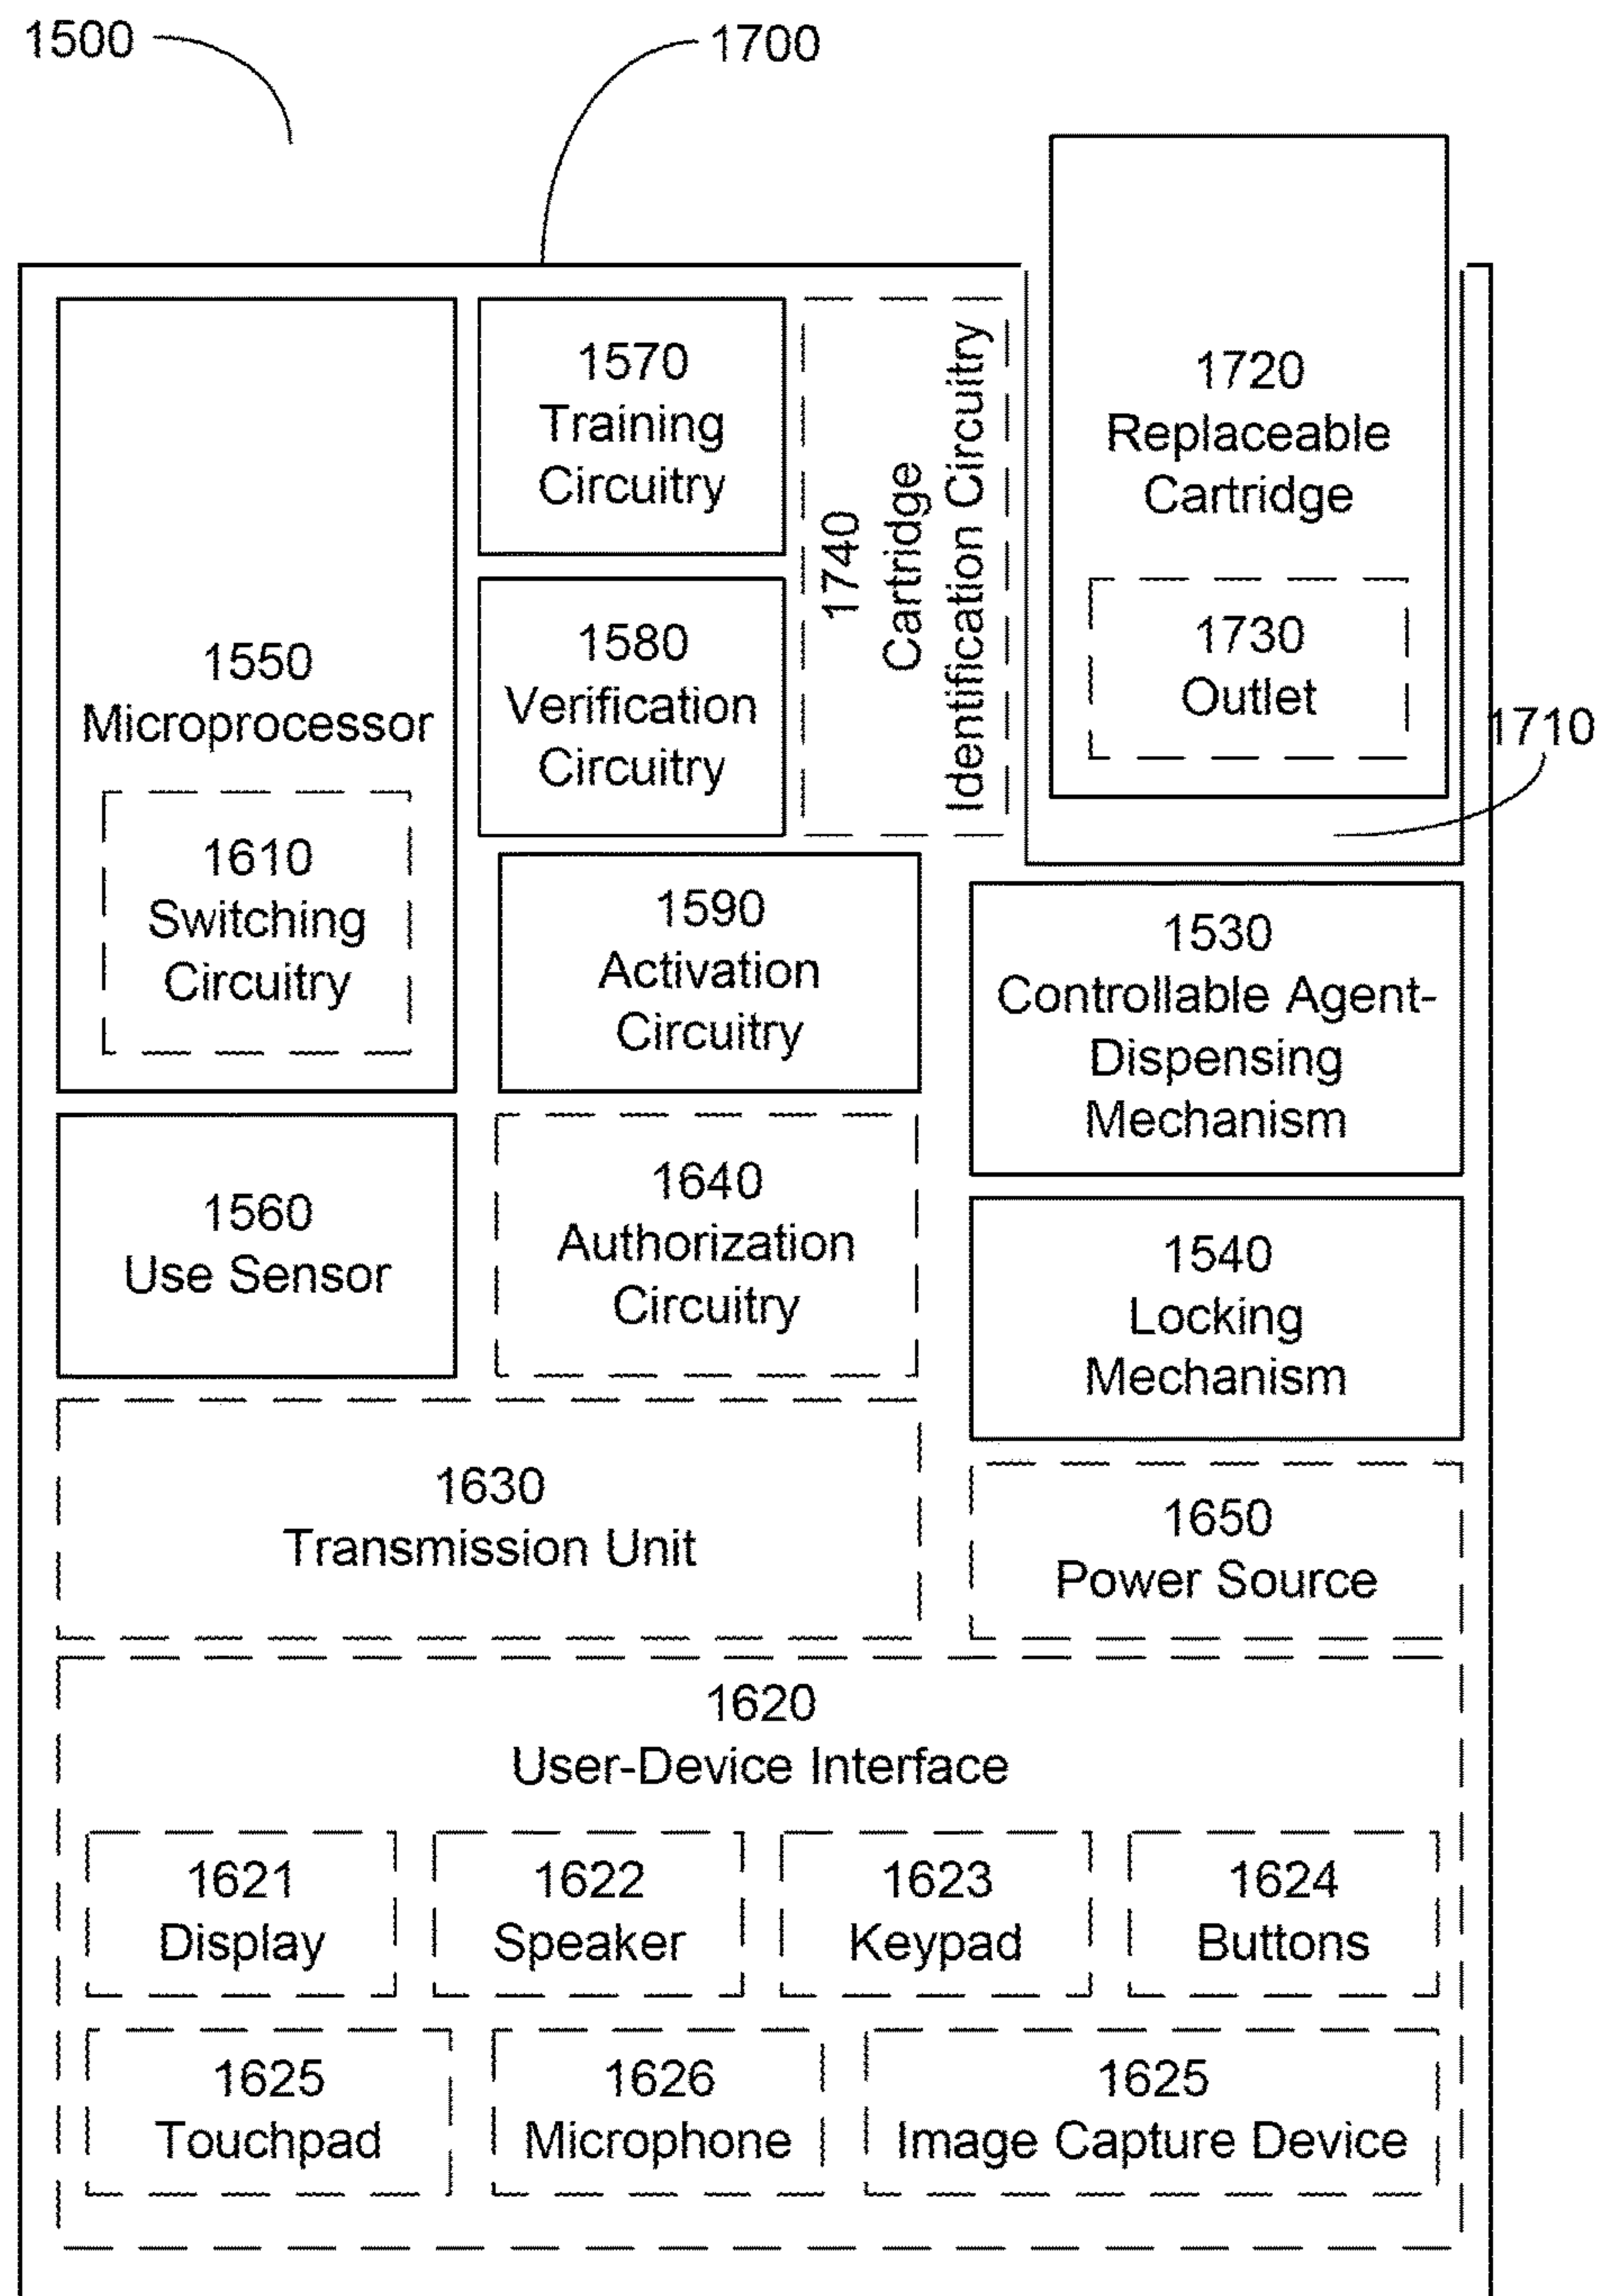 1500
1700
1570
Training
Circuitry
1740
Cartridge
Identification Circuitry
1720
Replaceable
Cartridge
1730
Outlet
1710
1550
Microprocessor
1580
Verification
Circuitry
1610
Switching
Circuitry
1590
Activation
Circuitry
1530
Controllable Agent-
Dispensing
Mechanism
1560
Use Sensor
1640
Authorization
Circuitry
1540
Locking
Mechanism
1630
Transmission Unit
1650
Power Source
1620
User-Device Interface
1621
Display
1622
Speaker
1623
Keypad
1624
Buttons
1625
Touchpad
1626
Microphone
1625
Image Capture Device